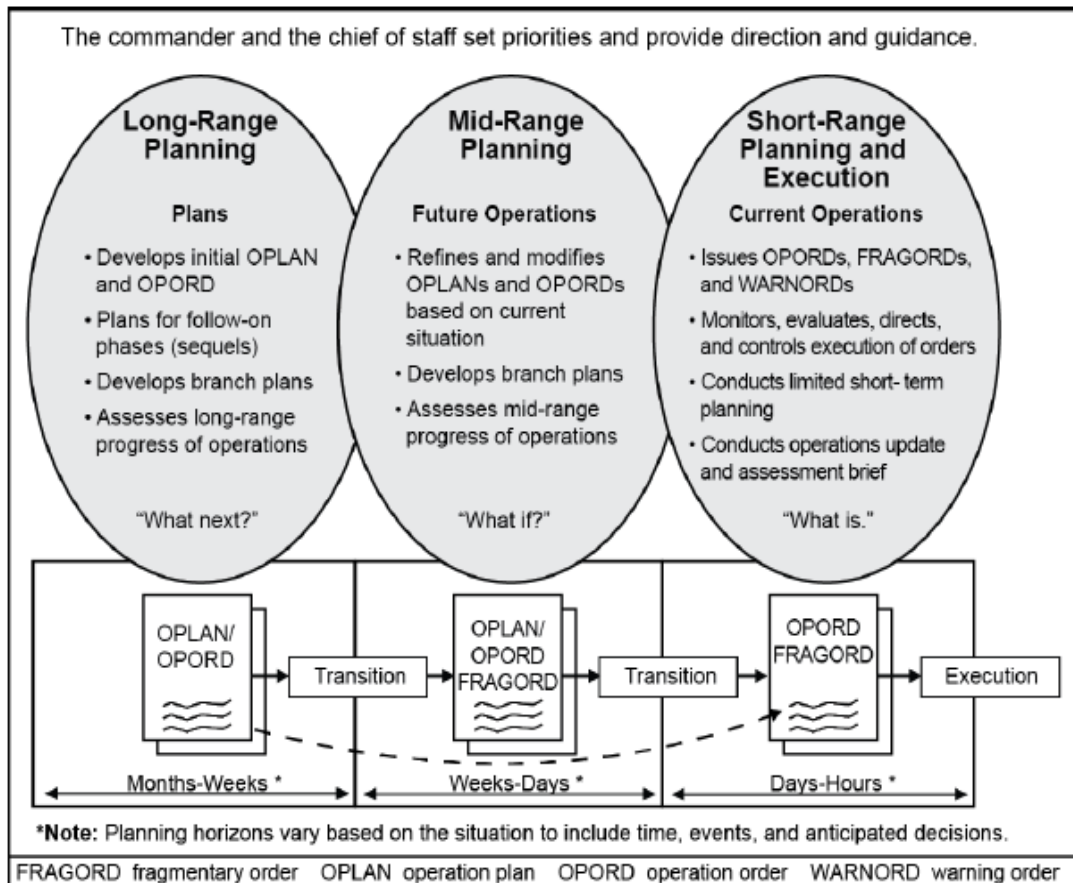 The commander and the chief of staff set priorities and provide direction and guidance.
Long-Range
Planning
Plans
• Develops initial OPLAN
and OPORD
• Plans for follow-on
phases (sequels)
• Develops branch plans
• Assesses long-range
progress of operations
“What next?”
Mid-Range
Planning
Future Operations
• Refines and modifies
OPLANs and OPORDs
based on current
situation
• Develops branch plans
• Assesses mid-range
progress of operations
“What if?”
Short-Range
Planning and
Execution
Current Operations
• Issues OPORDs, FRAGORDs,
and WARNORDs
• Monitors, evaluates, directs,
and controls execution of orders
• Conducts limited short- term
planning
• Conducts operations update
and assessment brief
“What is.”
OPLAN/
OPORD
Transition
OPLAN/
OPORD
FRAGORD
Transition
OPORD
FRAGORD
Execution
Months-Weeks *
Weeks-Days *
Days-Hours *
*Note: Planning horizons vary based on the situation to include time, events, and anticipated decisions.
FRAGORD fragmentary order OPLAN operation plan OPORD operation order WARNORD warning order